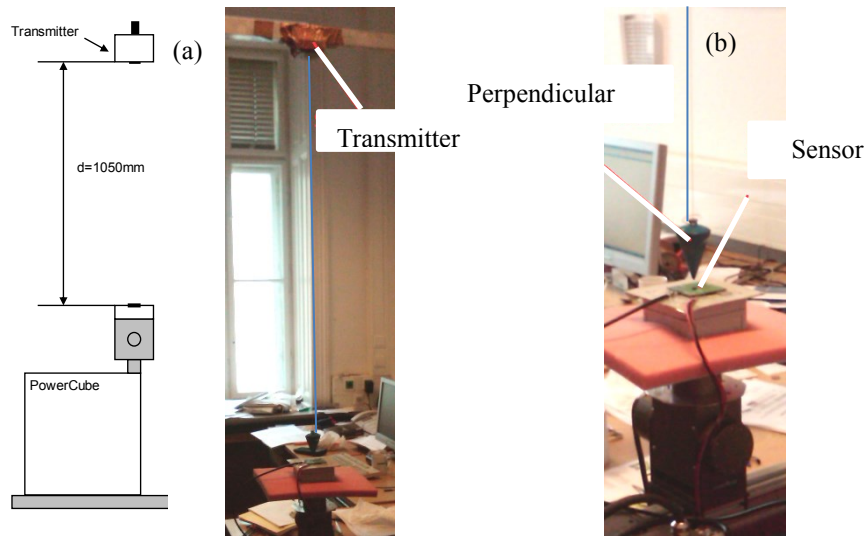 Transmitter
(a)
d=1050mm
PowerCube
Transmitter
(b)
Perpendicular
Sensor